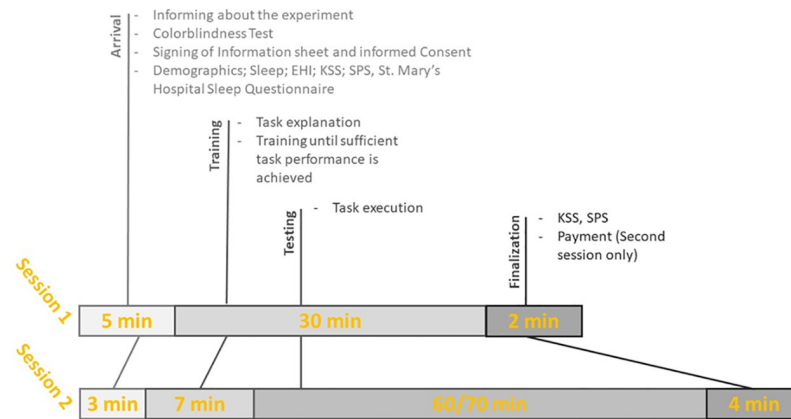 Arrival
- Informing about the experiment
- Colorblindness Test
- Signing of Information sheet and informed Consent
- Demographics; Sleep; EHI; KSS; SPS, St. Mary's
Hospital Sleep Questionnaire
Training
- Task explanation
- Training until sufficient
task performance is
achieved
Testing
- Task execution
Finalization
- KSS, SPS
- Payment (Second
session only)
Session 1
5 min
30 min
2 min
Session 2
3 min
7 min
60/70 min
4 min